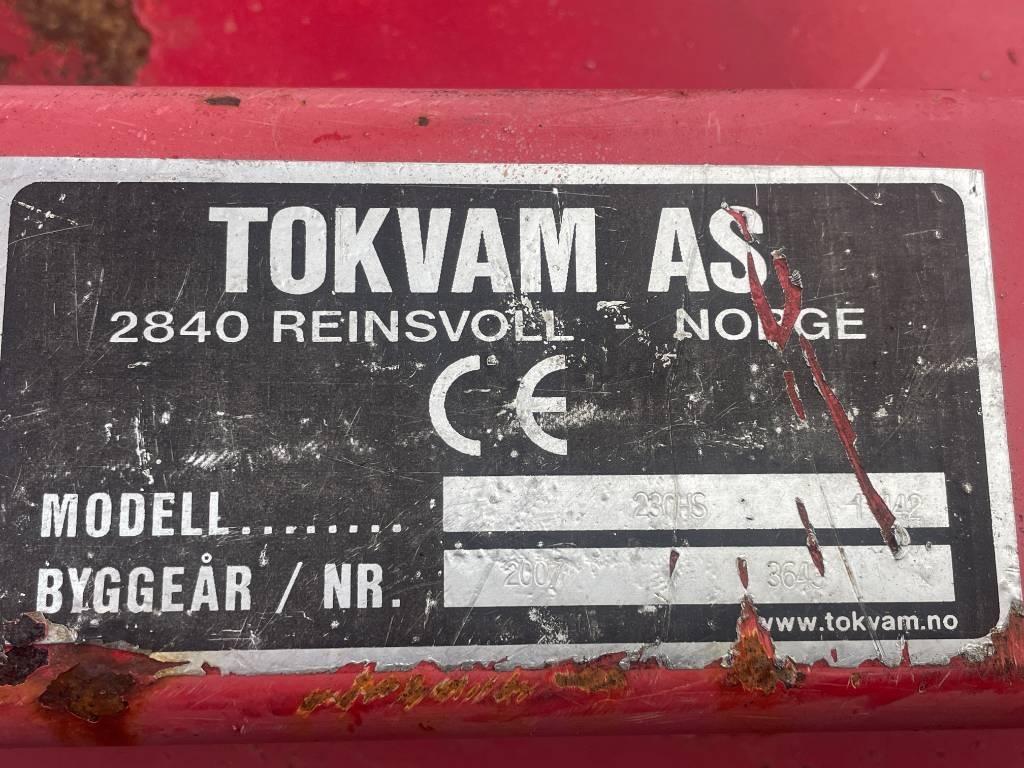 TOKVAM AS
2840 REINSVOLL - NORGE
CE
MODELL........ 230HS
BYGGEÅR / NR. 2007
www.tokvam.no